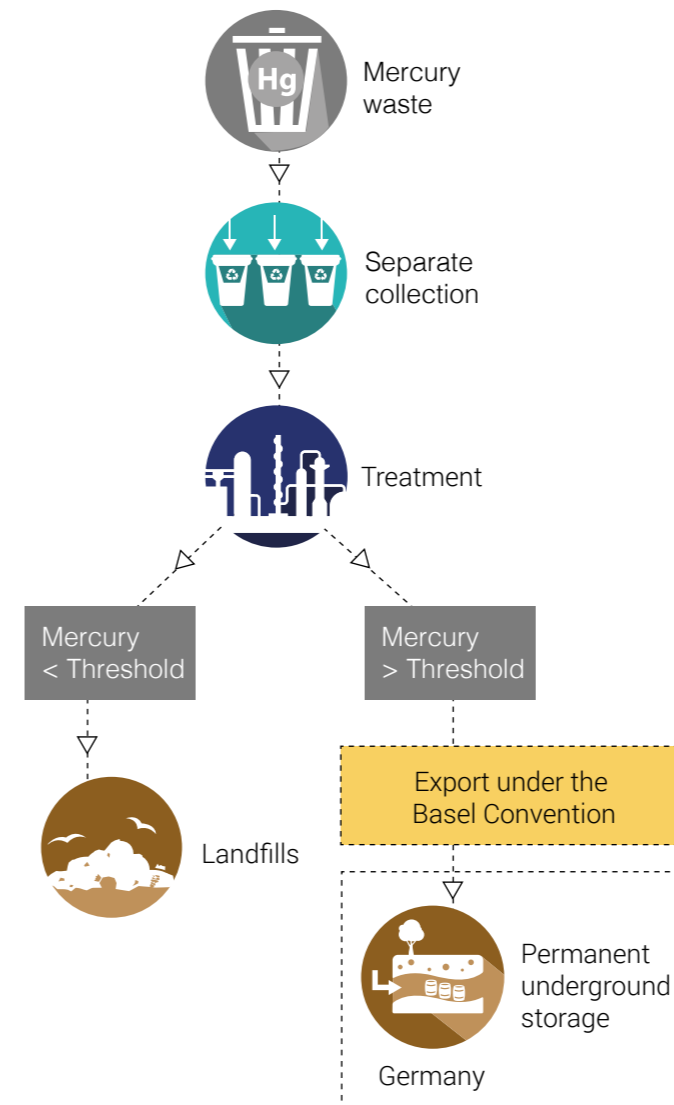 Hg
Mercury
waste
Separate
collection
Treatment
Mercury
< Threshold
Mercury
> Threshold
Export under the
Basel Convention
Landfills
Permanent
underground
storage
Germany